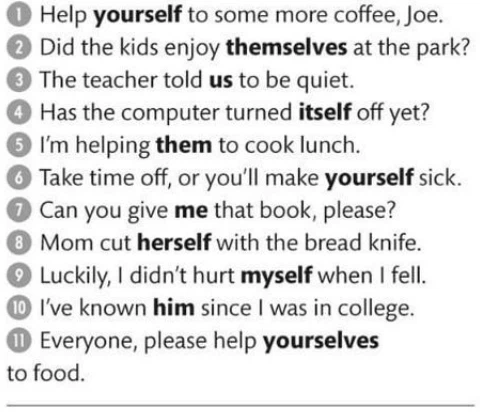 1 Help yourself to some more coffee, Joe.
2 Did the kids enjoy themselves at the park?
3 The teacher told us to be quiet.
4 Has the computer turned itself off yet?
5 I'm helping them to cook lunch.
6 Take time off, or you'll make yourself sick.
7 Can you give me that book, please?
8 Mom cut herself with the bread knife.
9 Luckily, I didn't hurt myself when I fell.
10 I've known him since I was in college.
11 Everyone, please help yourselves
to food.